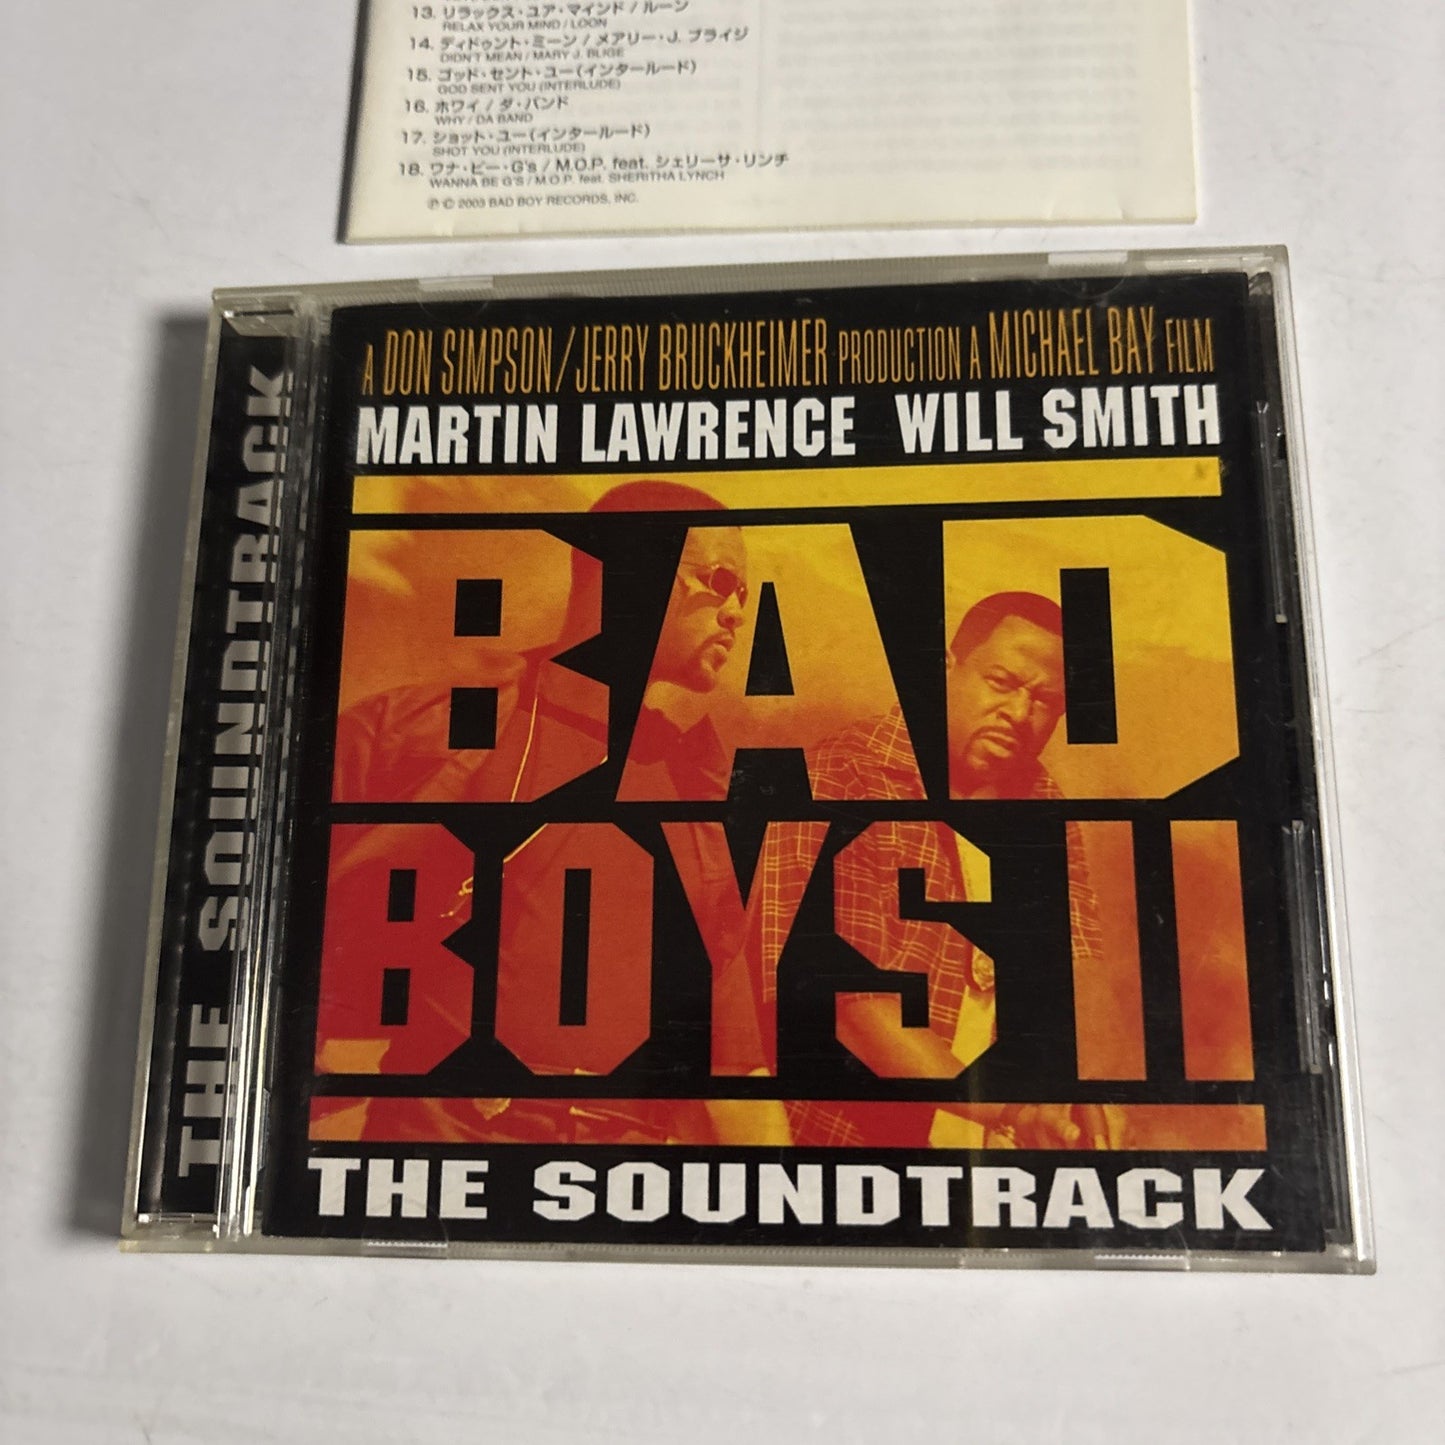 13. リラックス・ユア・マインド / ルーン
RELAX YOUR MIND / LOON
14. ディドゥント・ミーン / メアリー・J. ブライジ
DIDN'T MEAN / MARY J. BLIGE
15. ゴッド・セント・ユー(インタールード)
GOD SENT YOU (INTERLUDE)
16. ホワイ / ダ・バンド
WHY / DA BAND
17. ショット・ユー(インタールード)
SHOT YOU (INTERLUDE)
18. ワナ・ビー・G's / M.O.P. feat. シェリーサ・リンチ
WANNA BE G'S / M.O.P. feat. SHERITHA LYNCH
Ⓟ © 2003 BAD BOY RECORDS, INC.
A DON SIMPSON/JERRY BRUCKHEIMER PRODUCTION A MICHAEL BAY FILM
MARTIN LAWRENCE WILL SMITH
BAD
BOYS II
THE SOUNDTRACK
THE SOUNDTRACK